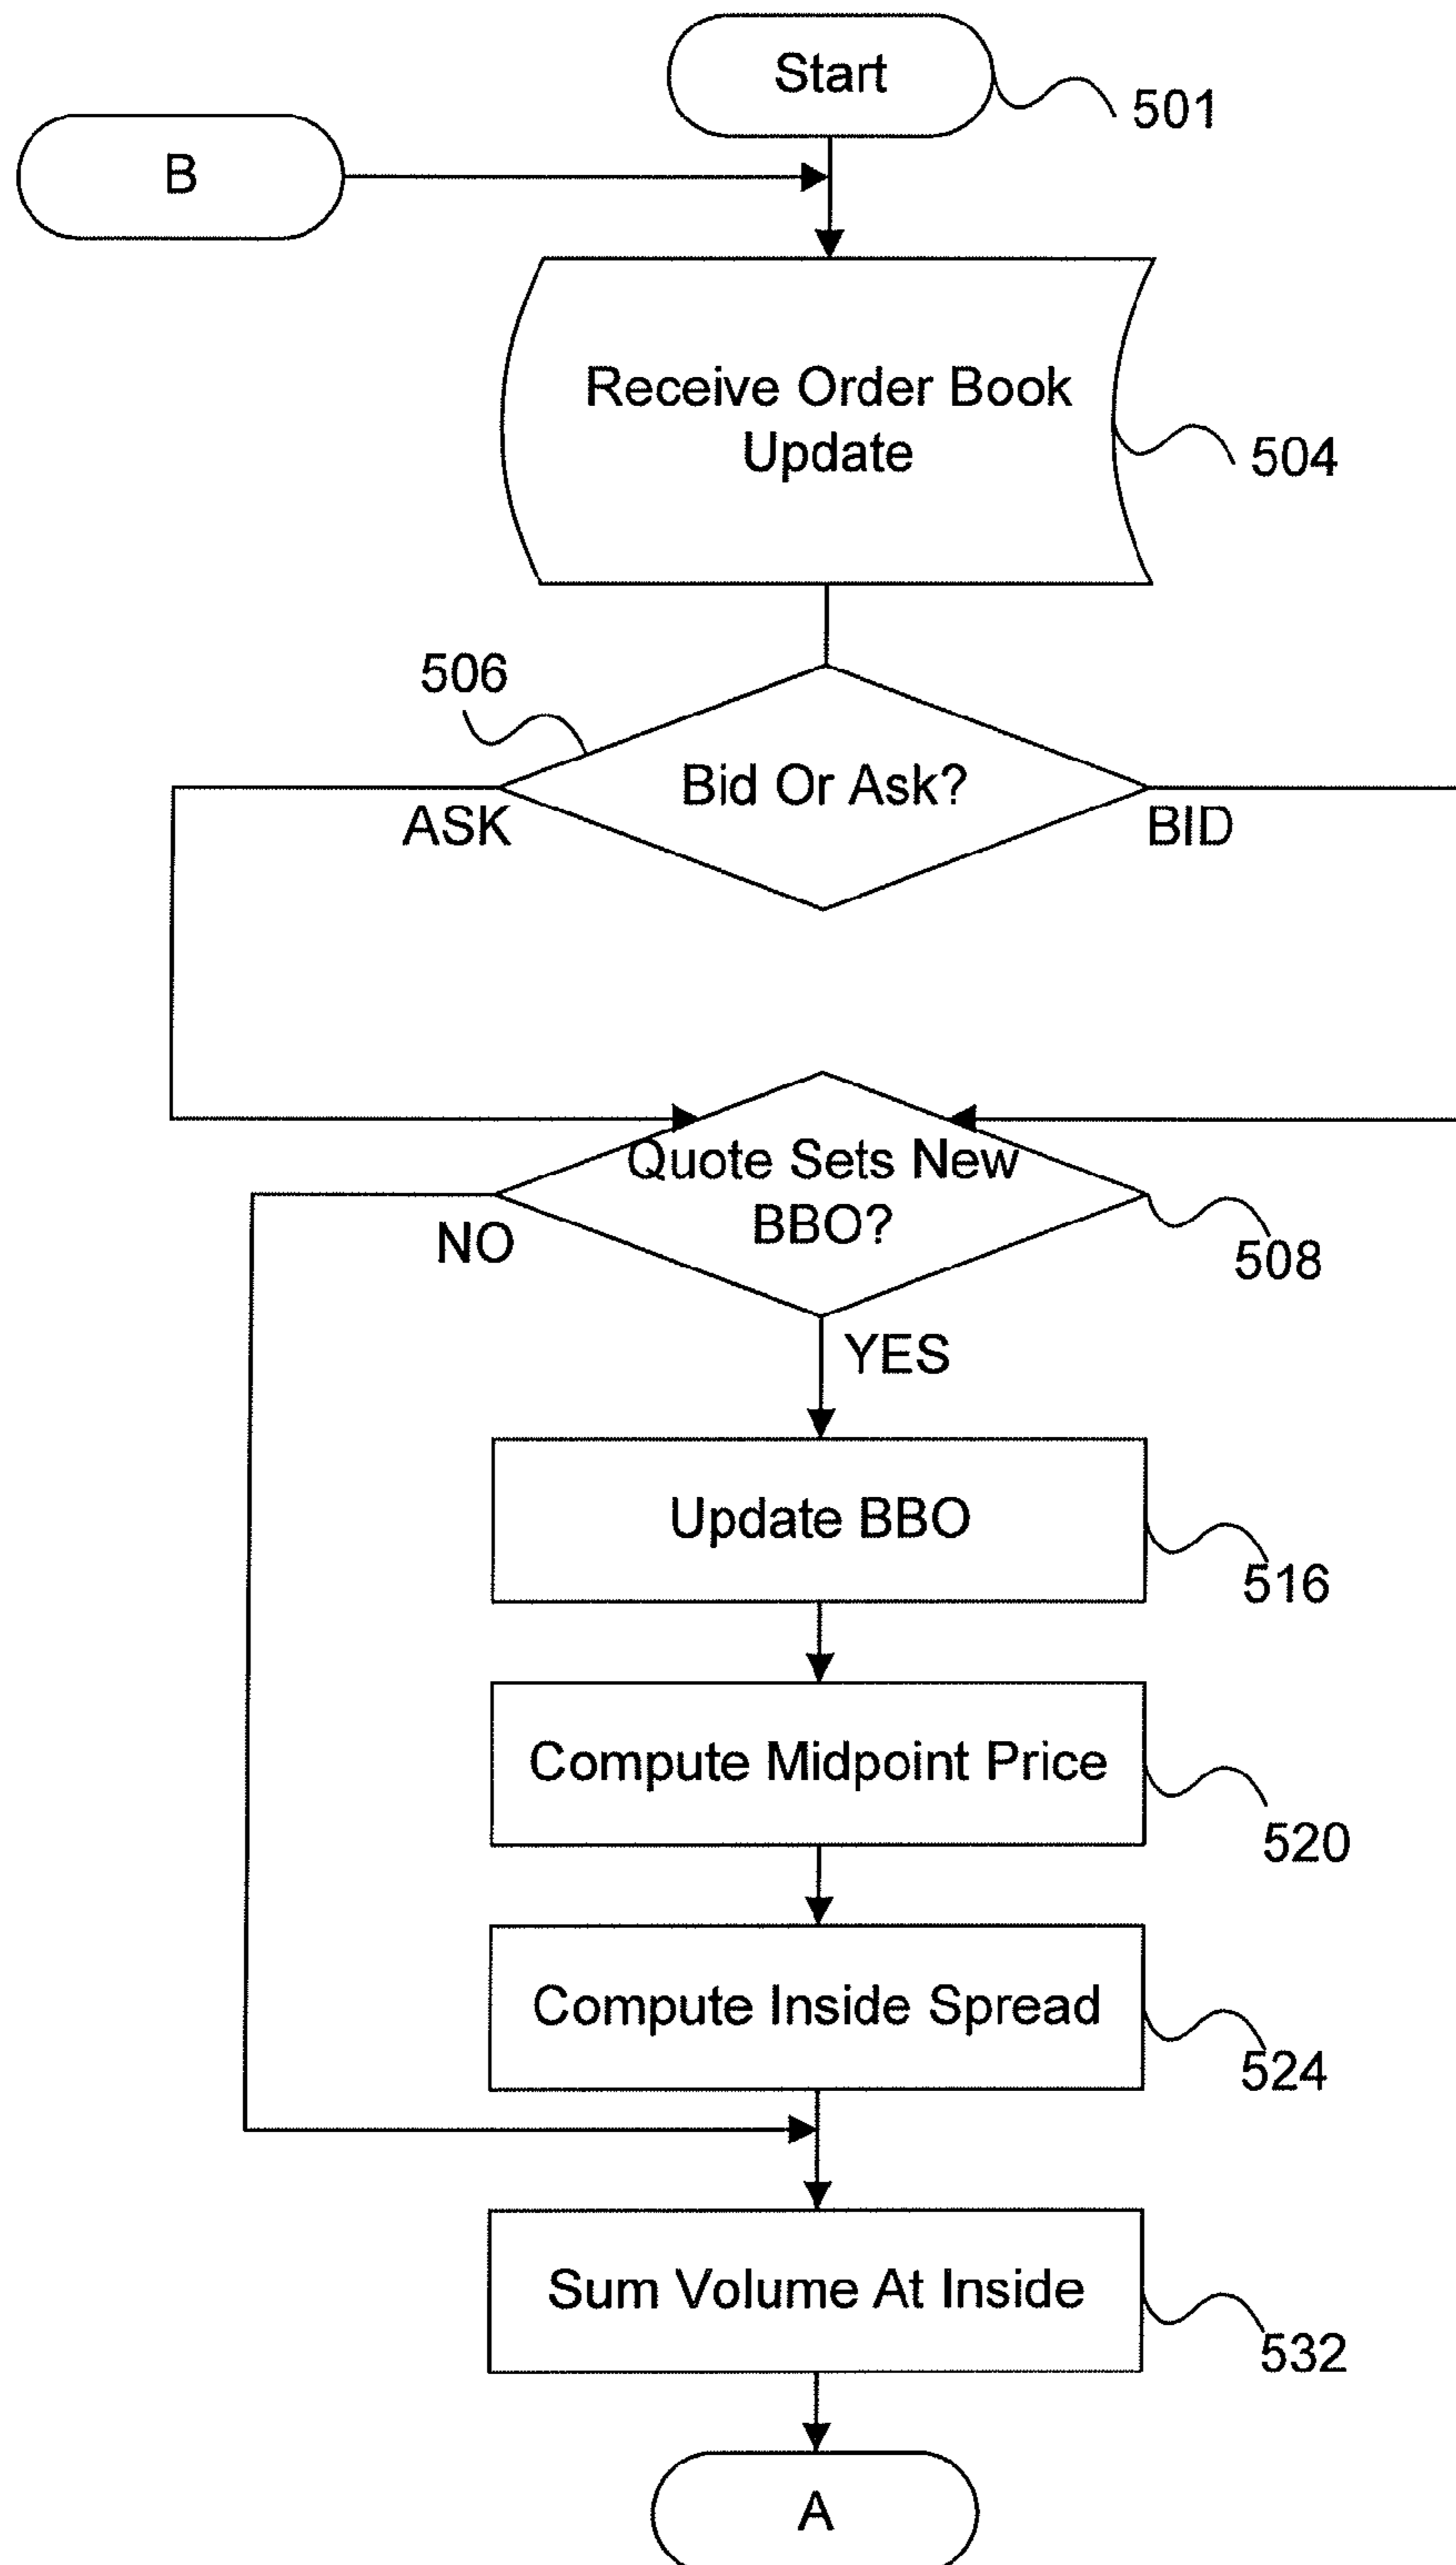 Start
501
B
Receive Order Book
Update
504
506
Bid Or Ask?
ASK
BID
Quote Sets New
BBO?
NO
508
YES
Update BBO
516
Compute Midpoint Price
520
Compute Inside Spread
524
Sum Volume At Inside
532
A